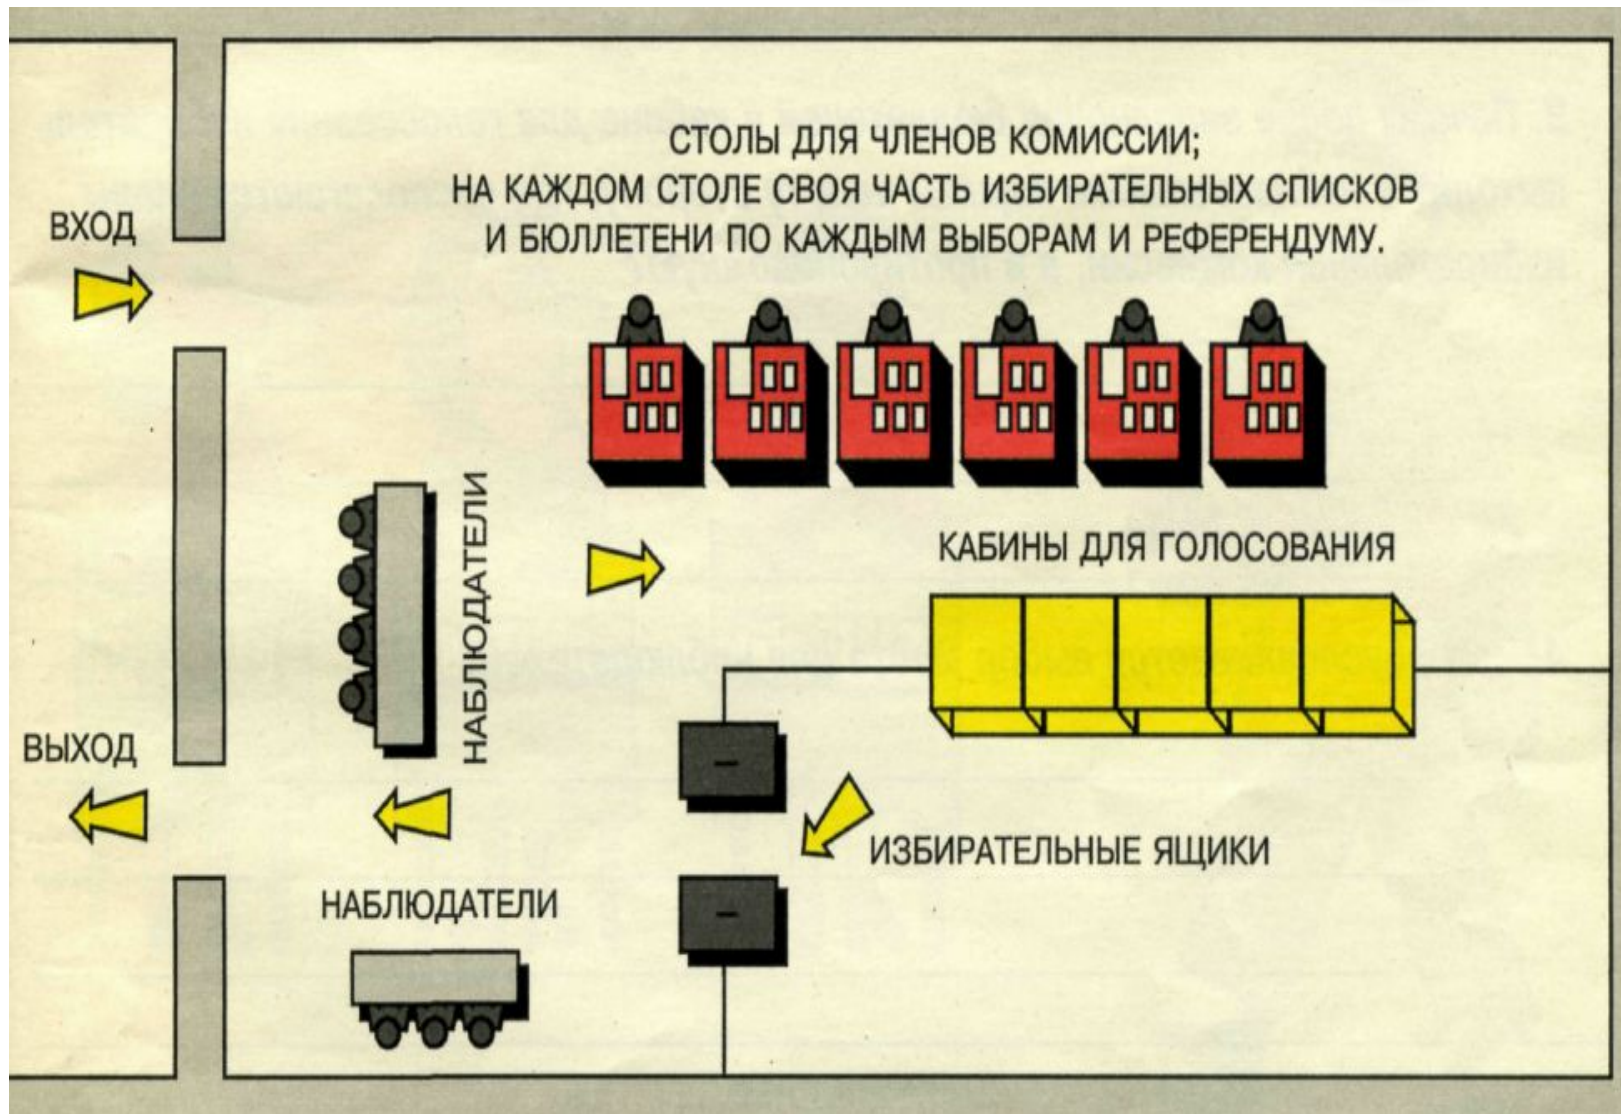 СТОЛЫ ДЛЯ ЧЛЕНОВ КОМИССИИ;
НА КАЖДОМ СТОЛЕ СВОЯ ЧАСТЬ ИЗБИРАТЕЛЬНЫХ СПИСКОВ
И БЮЛЛЕТЕНИ ПО КАЖДЫМ ВЫБОРАМ И РЕФЕРЕНДУМУ.
ВХОД
НАБЛЮДАТЕЛИ
КАБИНЫ ДЛЯ ГОЛОСОВАНИЯ
ВЫХОД
ИЗБИРАТЕЛЬНЫЕ ЯЩИКИ
НАБЛЮДАТЕЛИ